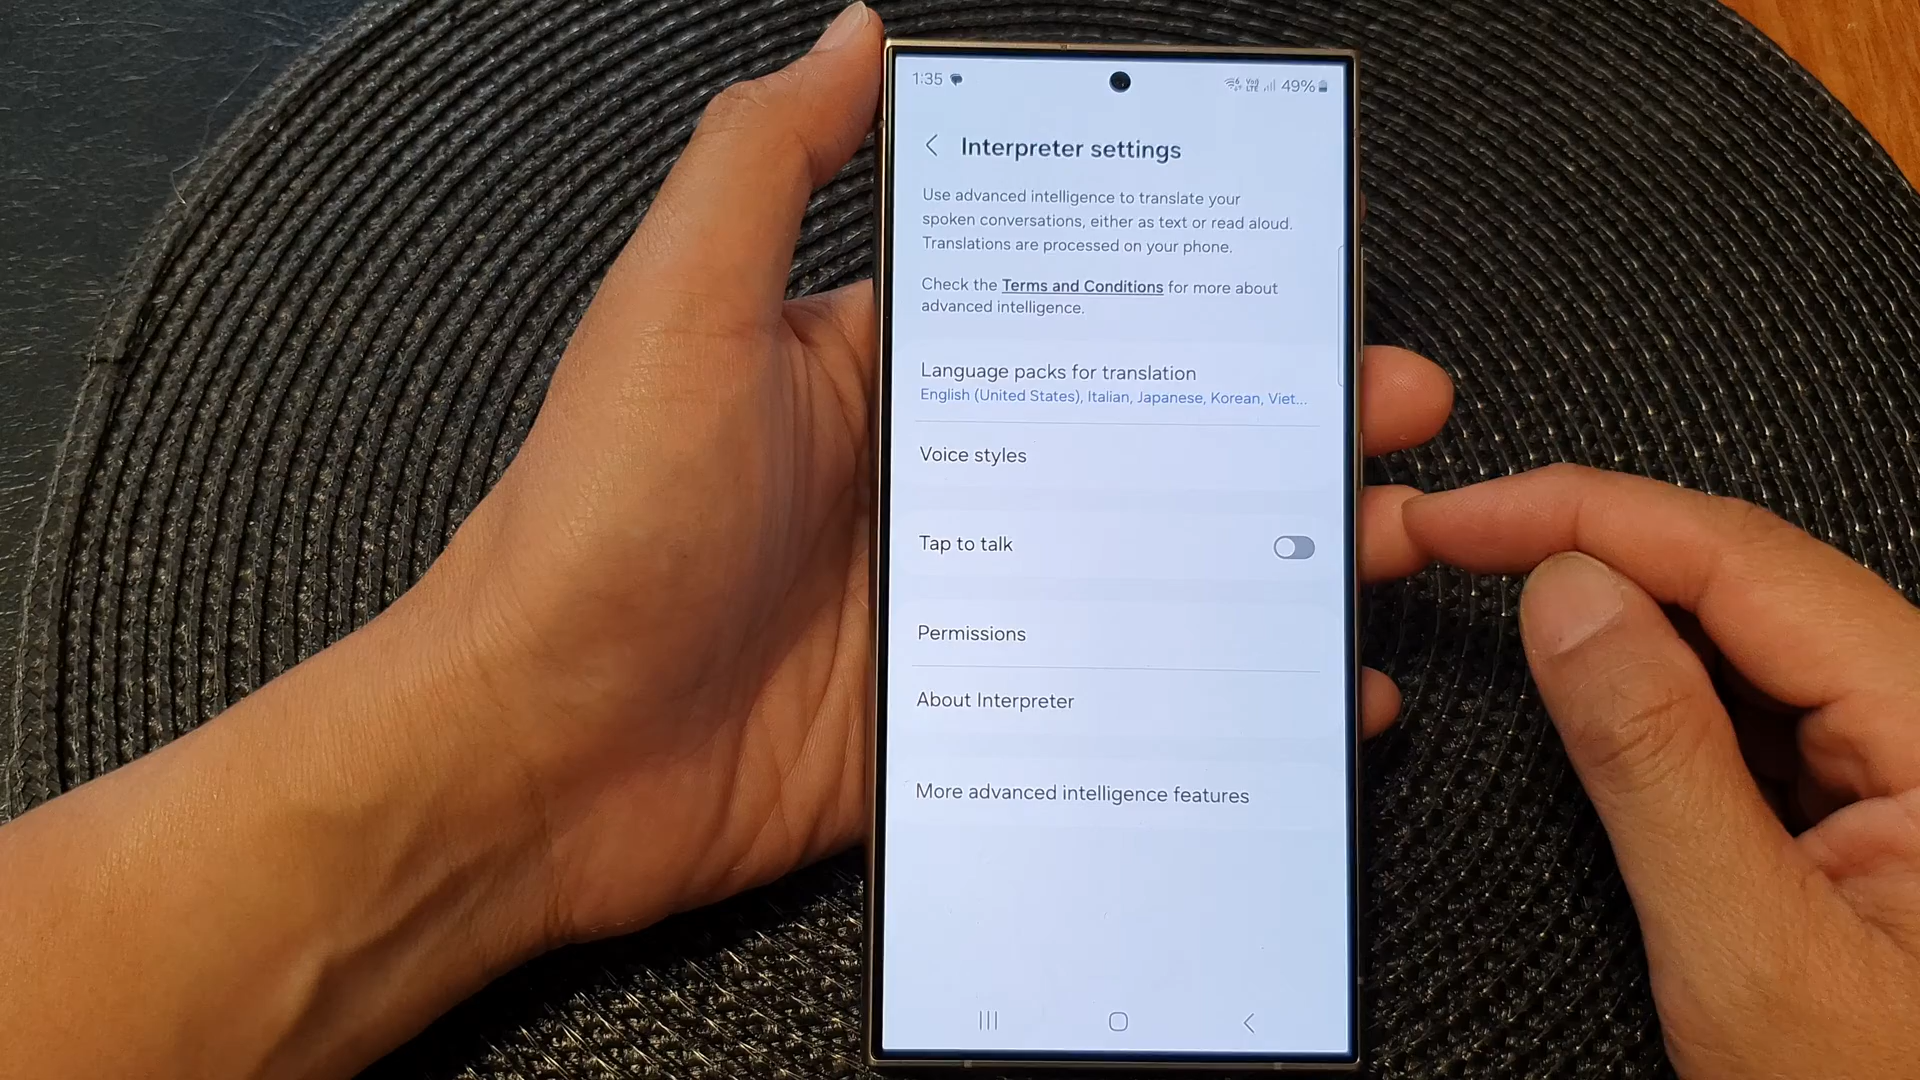 1:35
49%
Interpreter settings
Use advanced intelligence to translate your
spoken conversations, either as text or read aloud.
Translations are processed on your phone.
Check the Terms and Conditions for more about
advanced intelligence.
Language packs for translation
English (United States), Italian, Japanese, Korean, Viet...
Voice styles
Tap to talk
Permissions
About Interpreter
More advanced intelligence features